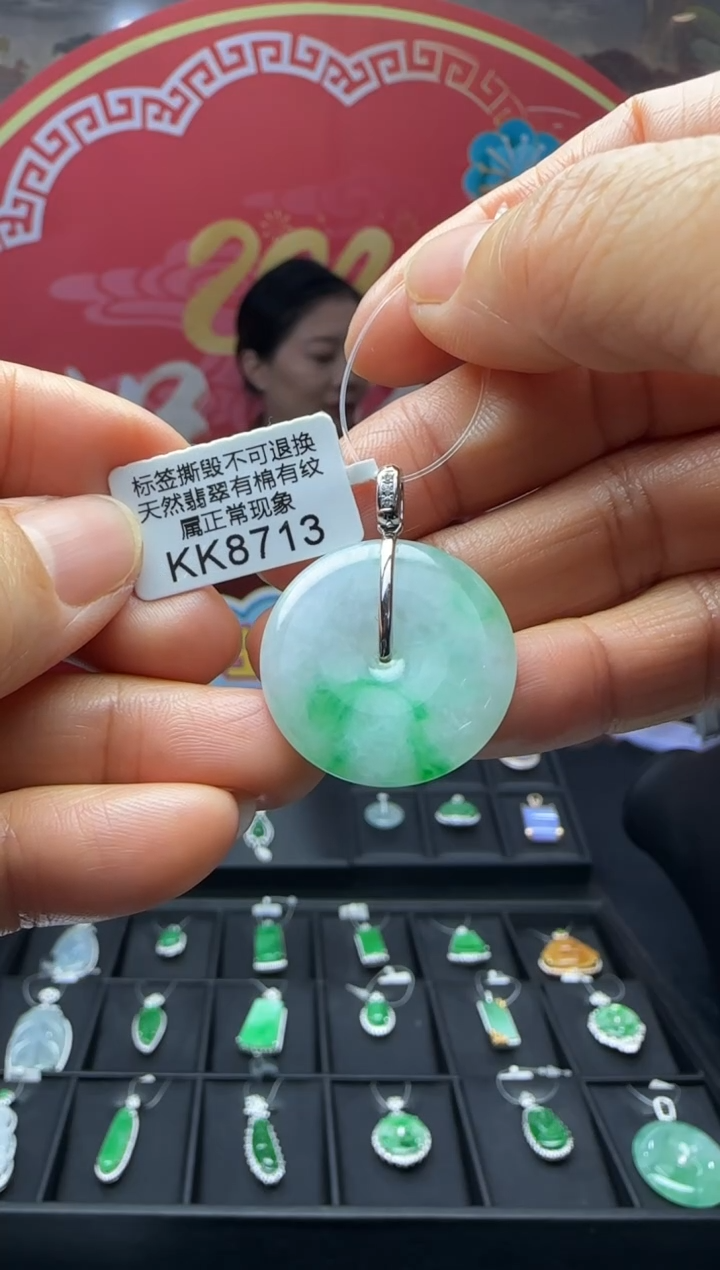 标签撕毁不可退换
天然翡翠有棉有纹
属正常现象
KK8713